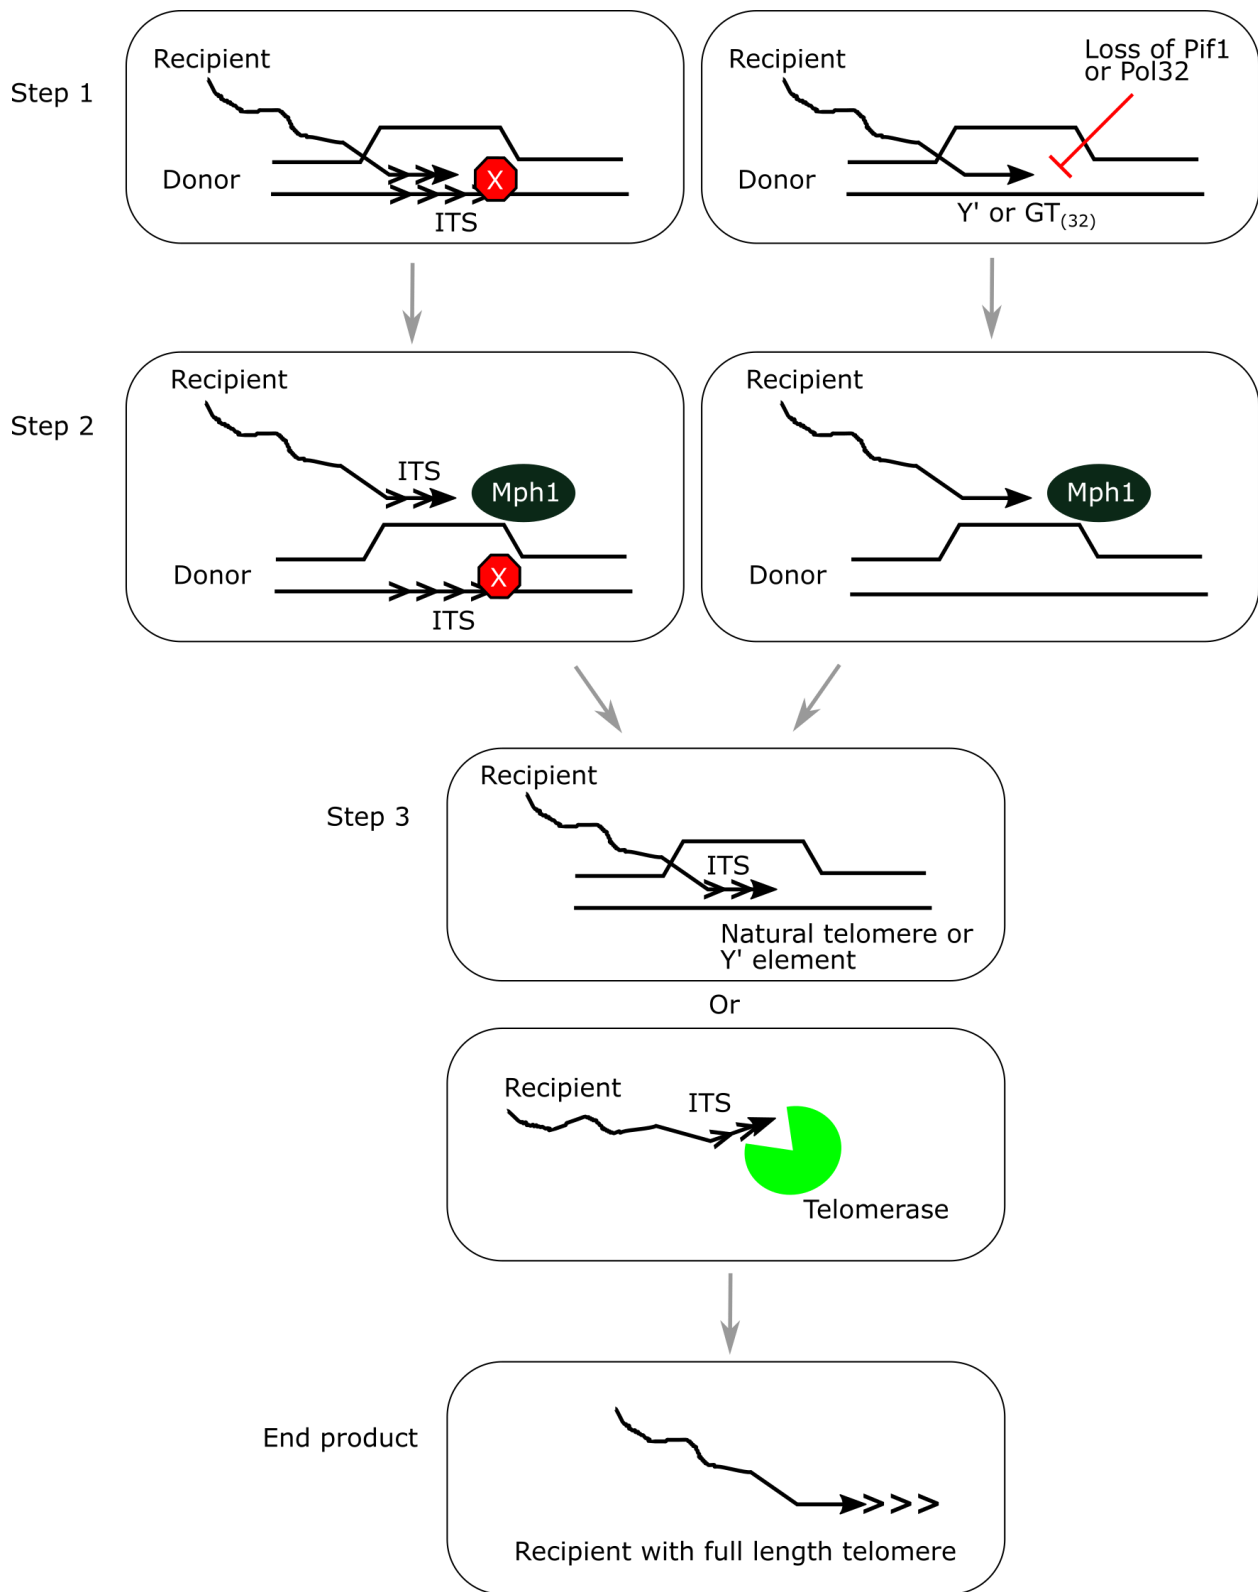 Step 1
Recipient
Donor
X
ITS
Recipient
Loss of Pif1
or Pol32
Donor
Y' or GT(32)
Step 2
Recipient
ITS
Mph1
Donor
X
ITS
Recipient
Mph1
Donor
Step 3
Recipient
ITS
Natural telomere or
Y' element
Or
Recipient
ITS
Telomerase
End product
Recipient with full length telomere